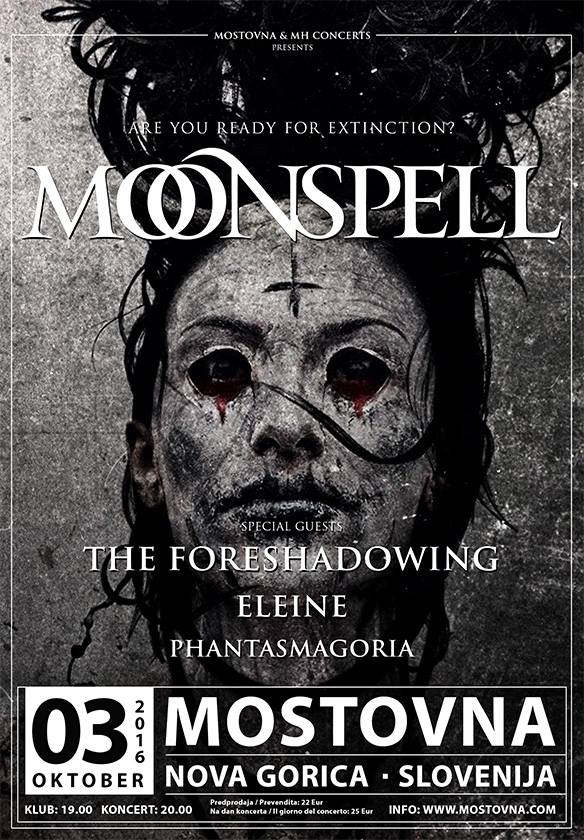 MOSTOVNA & MH CONCERTS
PRESENTS
ARE YOU READY FOR EXTINCTION?
MOONSPELL
SPECIAL GUESTS
THE FORESHADOWING
ELEINE
PHANTASMAGORIA
03 2016
OKTOBER
MOSTOVNA
NOVA GORICA · SLOVENIJA
KLUB: 19.00 KONCERT: 20.00
Predprodaja / Prevendita: 22 Eur
Na dan koncerta / Il giorno del concerto: 25 Eur
INFO: WWW.MOSTOVNA.COM